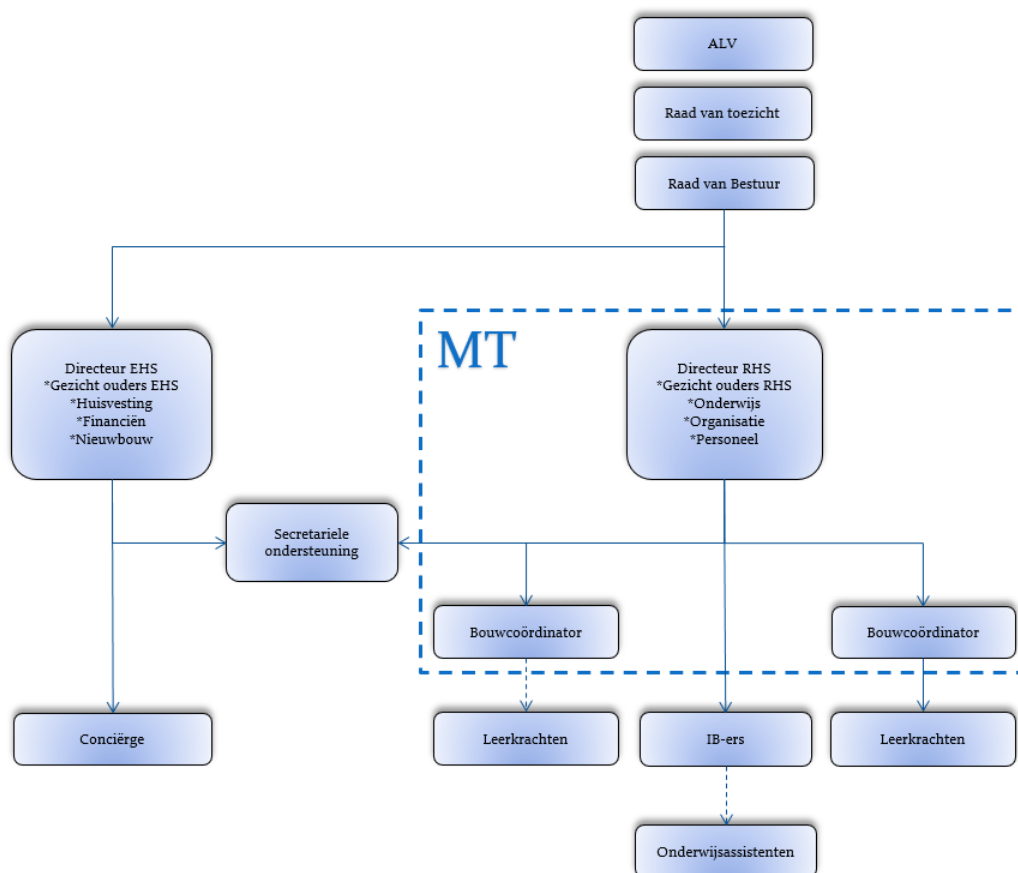 ALV
Raad van toezicht
Raad van Bestuur
MT
Directeur EHS
*Gezicht ouders EHS
*Huisvesting
*Financiën
*Nieuwbouw
Directeur RHS
*Gezicht ouders RHS
*Onderwijs
*Organisatie
*Personeel
Secretariele
ondersteuning
Bouwcoördinator
Bouwcoördinator
Conciërge
Leerkrachten
IB-ers
Leerkrachten
Onderwijsassistenten